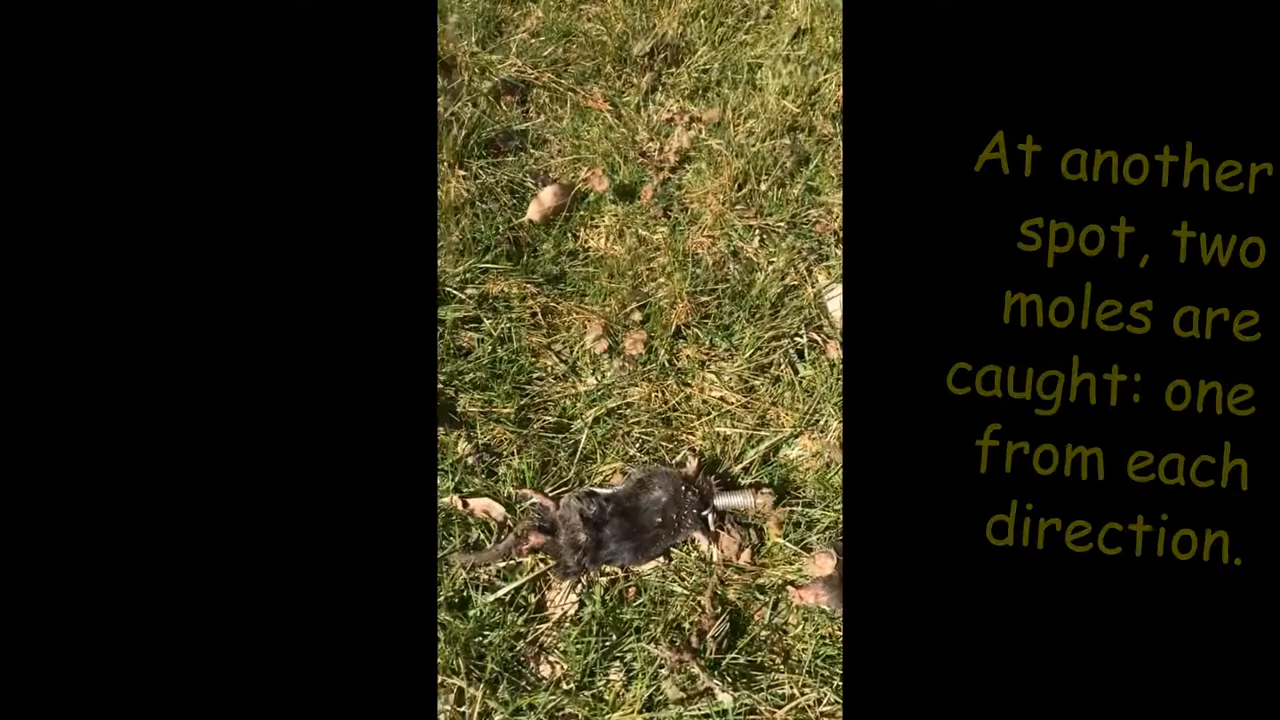 At another
spot, two
moles are
caught: one
from each
direction.